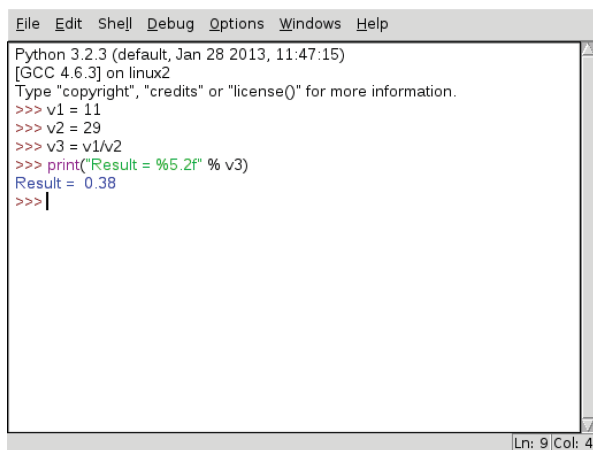 File Edit Shell Debug Options Windows Help
Python 3.2.3 (default, Jan 28 2013, 11:47:15)
[GCC 4.6.3] on linux2
Type "copyright", "credits" or "license()" for more information.
>>> v1 = 11
>>> v2 = 29
>>> v3 = v1/v2
>>> print("Result = %5.2f" % v3)
Result =  0.38
>>>
Ln: 9 Col: 4